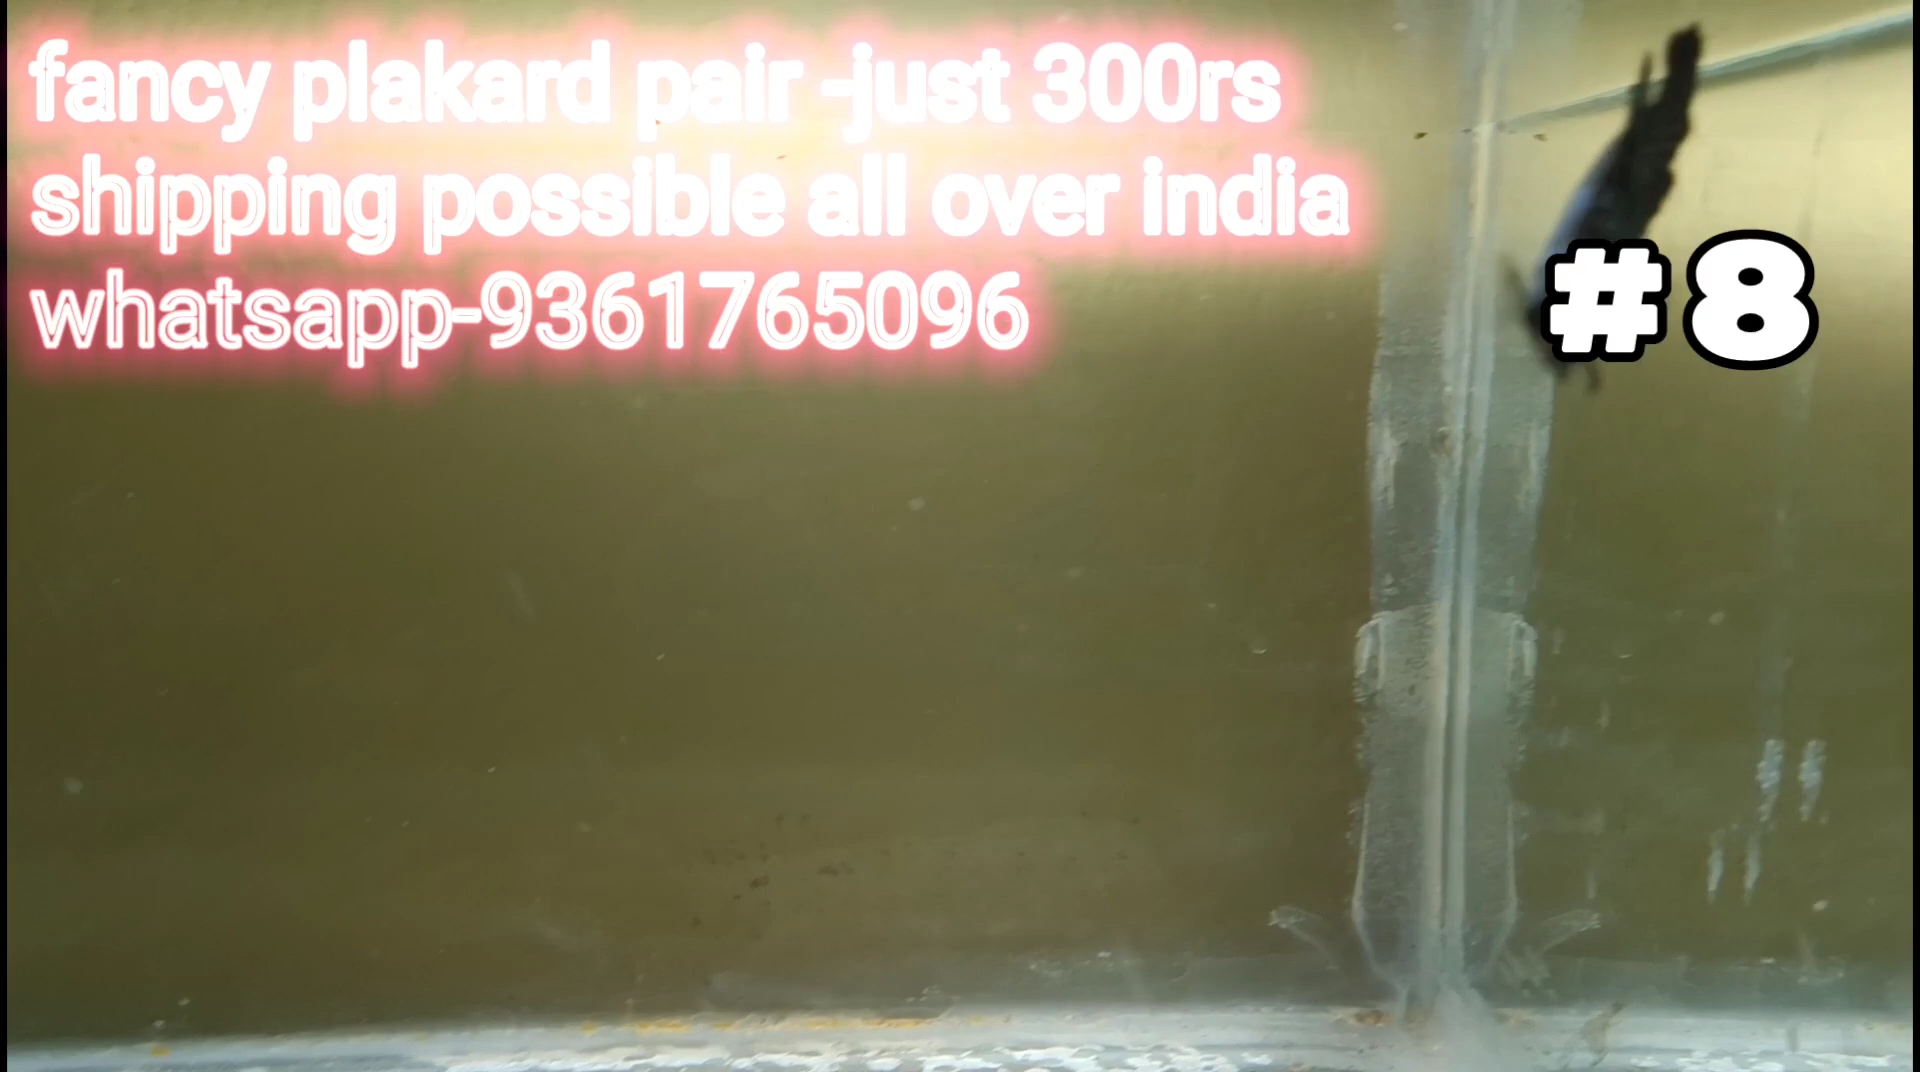 fancy plakard pair -just 300rs
shipping possible all over india
whatsapp-9361765096
#8